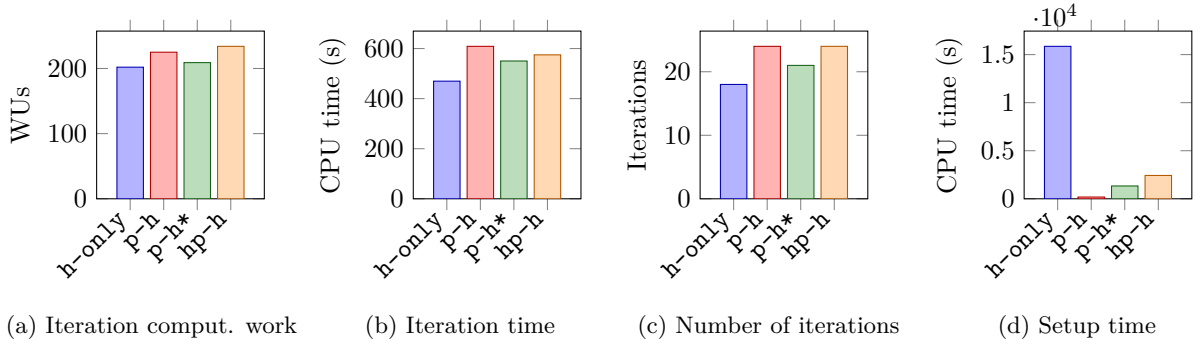 WUs
200
100
0
h-only
p-h
p-h*
hp-h
(a) Iteration comput. work
CPU time (s)
600
400
200
0
h-only
p-h
p-h*
hp-h
(b) Iteration time
Iterations
20
10
0
h-only
p-h
p-h*
hp-h
(c) Number of iterations
·10⁴
CPU time (s)
1.5
1
0.5
0
h-only
p-h
p-h*
hp-h
(d) Setup time